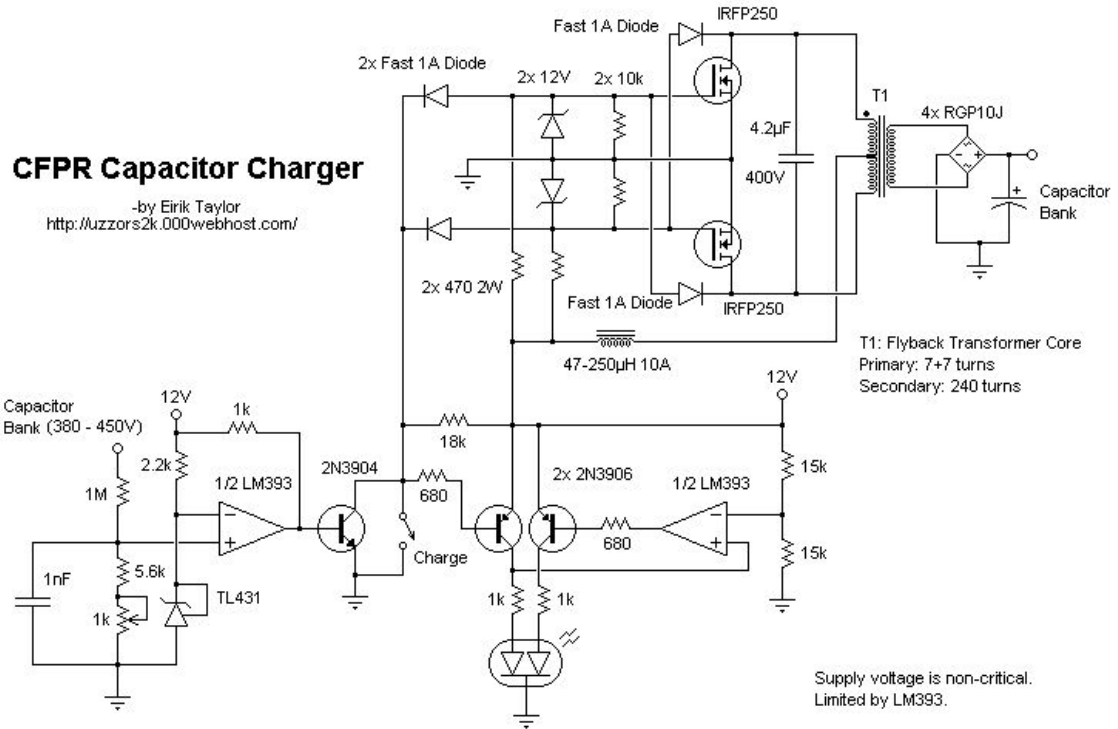 IRFP250
Fast 1A Diode
2x Fast 1A Diode
2x 12V
2x 10k
T1
4x RGP10J
4.2µF
400V
CFPR Capacitor Charger
-by Eirik Taylor
http://uzzors2k.000webhost.com/
Capacitor
Bank
2x 470 2W
Fast 1A Diode
IRFP250
47-250µH 10A
T1: Flyback Transformer Core
Primary: 7+7 turns
Secondary: 240 turns
12V
Capacitor
Bank (380 - 450V)
12V
1k
18k
2.2k
2N3904
2x 2N3906
15k
1M
1/2 LM393
680
1/2 LM393
680
15k
Charge
1nF
5.6k
TL431
1k
1k
1k
Supply voltage is non-critical.
Limited by LM393.